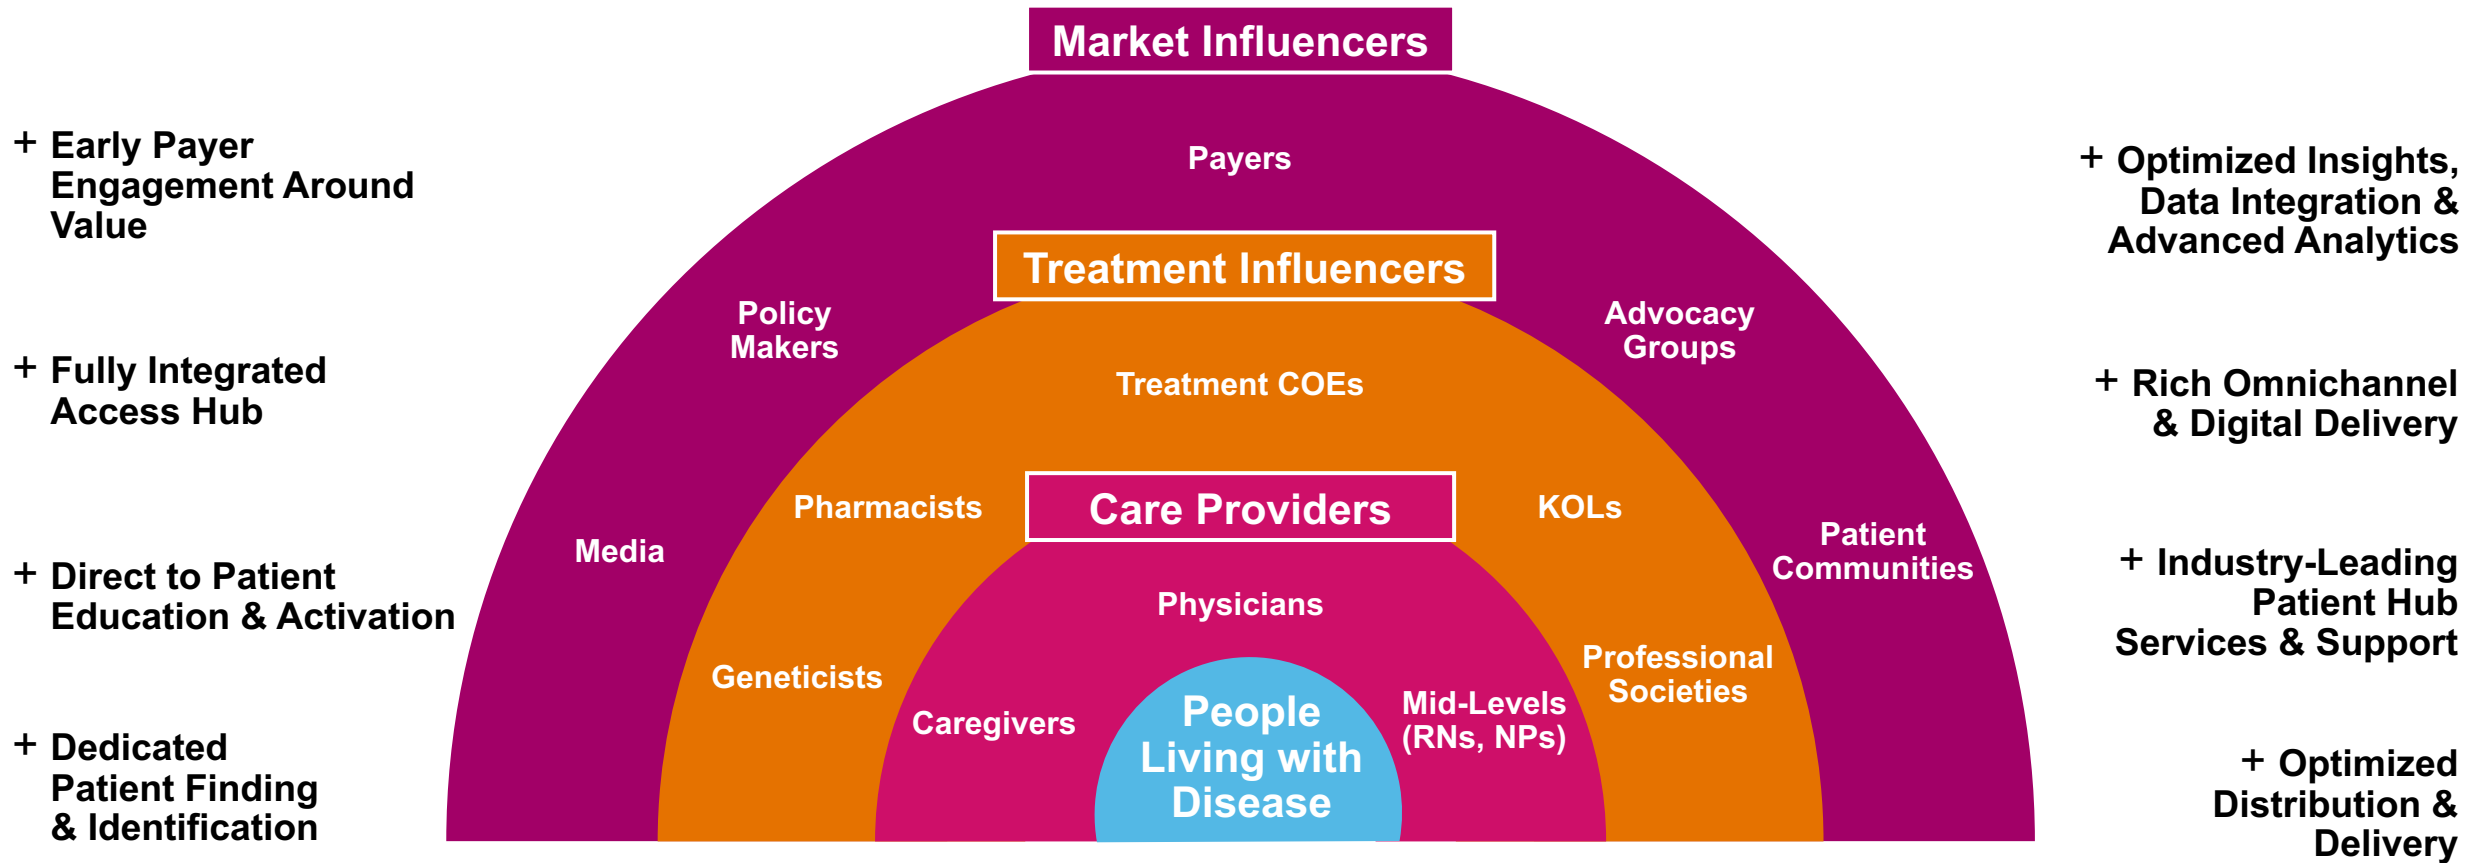 Market Influencers
+ Early Payer
Engagement Around
Value
+ Fully Integrated
Access Hub
+ Direct to Patient
Education & Activation
+ Dedicated
Patient Finding
& Identification
Payers
Policy
Makers
Advocacy
Groups
Media
Patient
Communities
Treatment Influencers
Treatment COEs
Pharmacists
KOLs
Geneticists
Professional
Societies
Care Providers
Physicians
Caregivers
Mid-Levels
(RNs, NPs)
People
Living with
Disease
+ Optimized Insights,
Data Integration &
Advanced Analytics
+ Rich Omnichannel
& Digital Delivery
+ Industry-Leading
Patient Hub
Services & Support
+ Optimized
Distribution &
Delivery